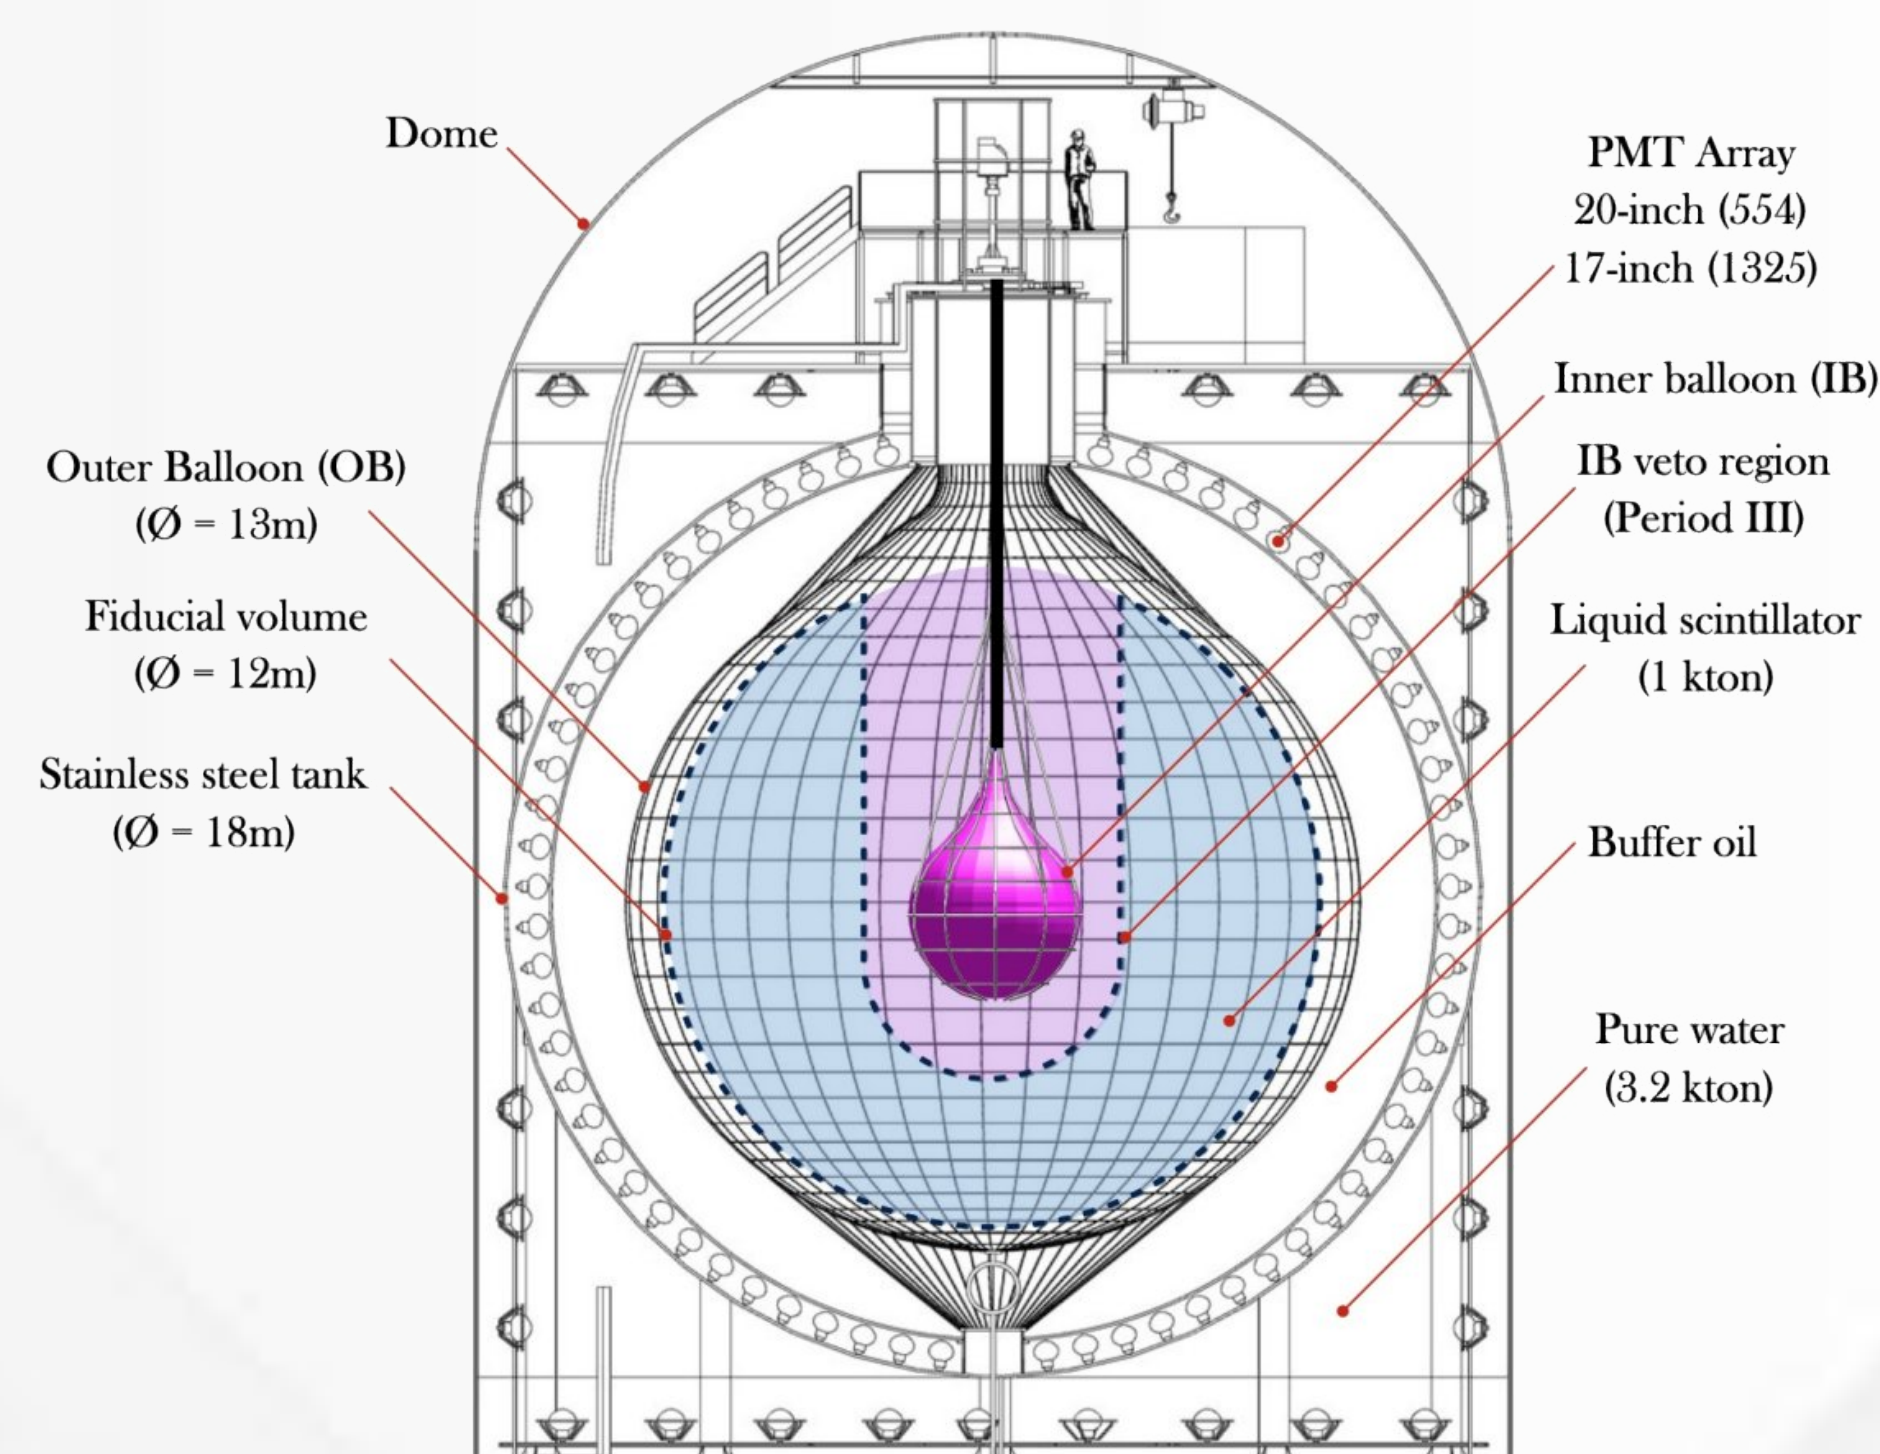 Dome
Outer Balloon (OB)
(Ø = 13m)
Fiducial volume
(Ø = 12m)
Stainless steel tank
(Ø = 18m)
PMT Array
20-inch (554)
17-inch (1325)
Inner balloon (IB)
IB veto region
(Period III)
Liquid scintillator
(1 kton)
Buffer oil
Pure water
(3.2 kton)